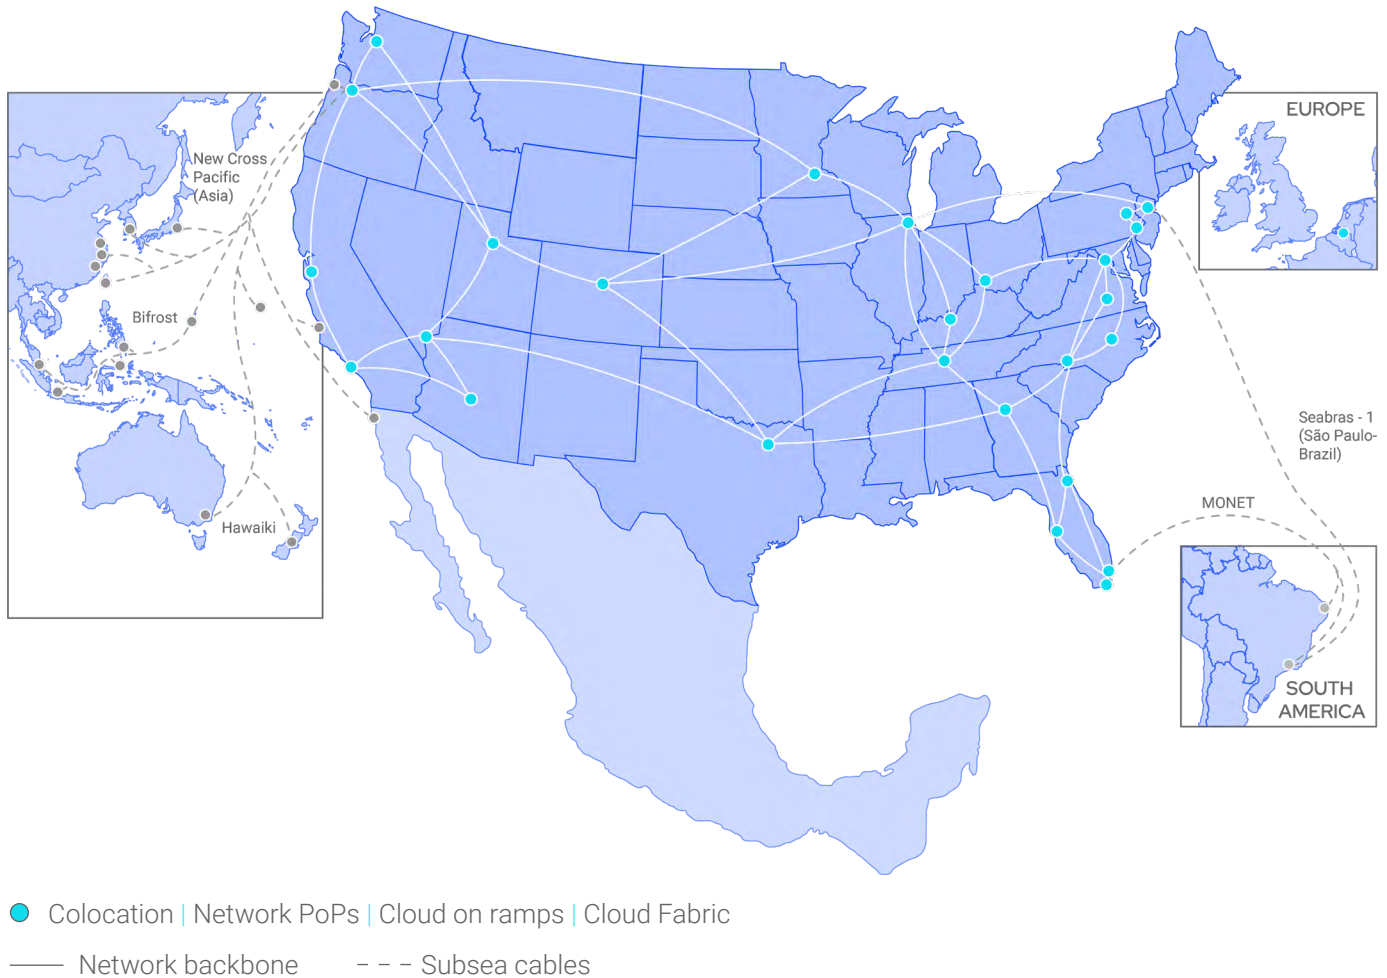 EUROPE
New Cross
Pacific
(Asia)
Bifrost
Hawaiki
Seabras - 1
(São Paulo-
Brazil)
MONET
SOUTH
AMERICA
Colocation | Network PoPs | Cloud on ramps | Cloud Fabric
Network backbone
Subsea cables